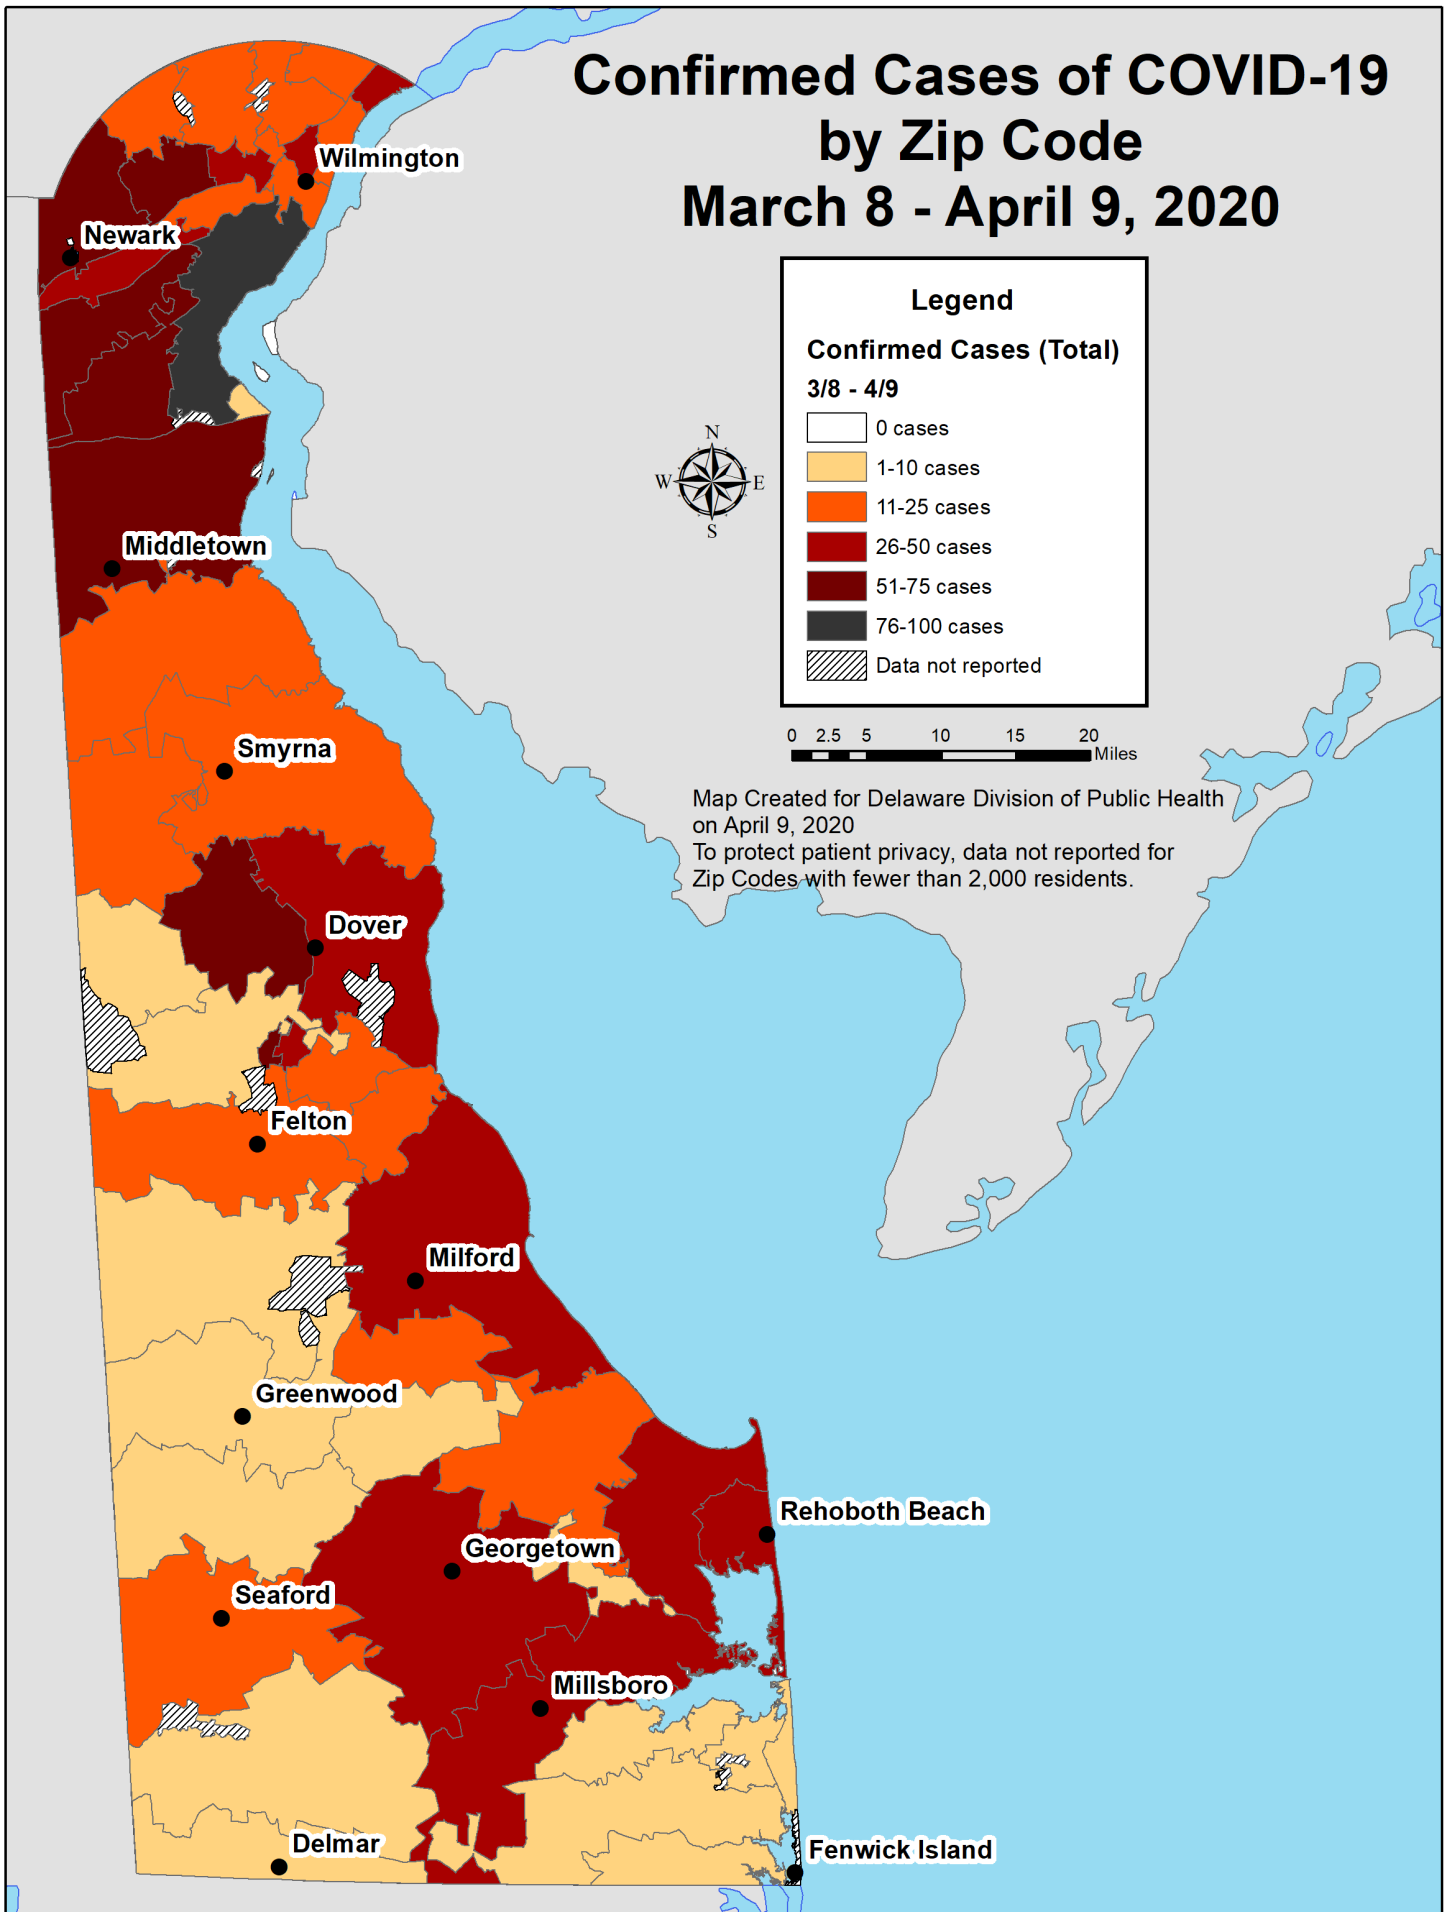 Confirmed Cases of COVID-19
by Zip Code
March 8 - April 9, 2020
Wilmington
Newark
Legend
Confirmed Cases (Total)
3/8 - 4/9
0 cases
1-10 cases
11-25 cases
26-50 cases
51-75 cases
76-100 cases
Data not reported
N
W E
S
Middletown
0 2.5 5 10 15 20
Miles
Smyrna
Map Created for Delaware Division of Public Health
on April 9, 2020
To protect patient privacy, data not reported for
Zip Codes with fewer than 2,000 residents.
Dover
Felton
Milford
Greenwood
Rehoboth Beach
Georgetown
Seaford
Millsboro
Delmar
Fenwick Island